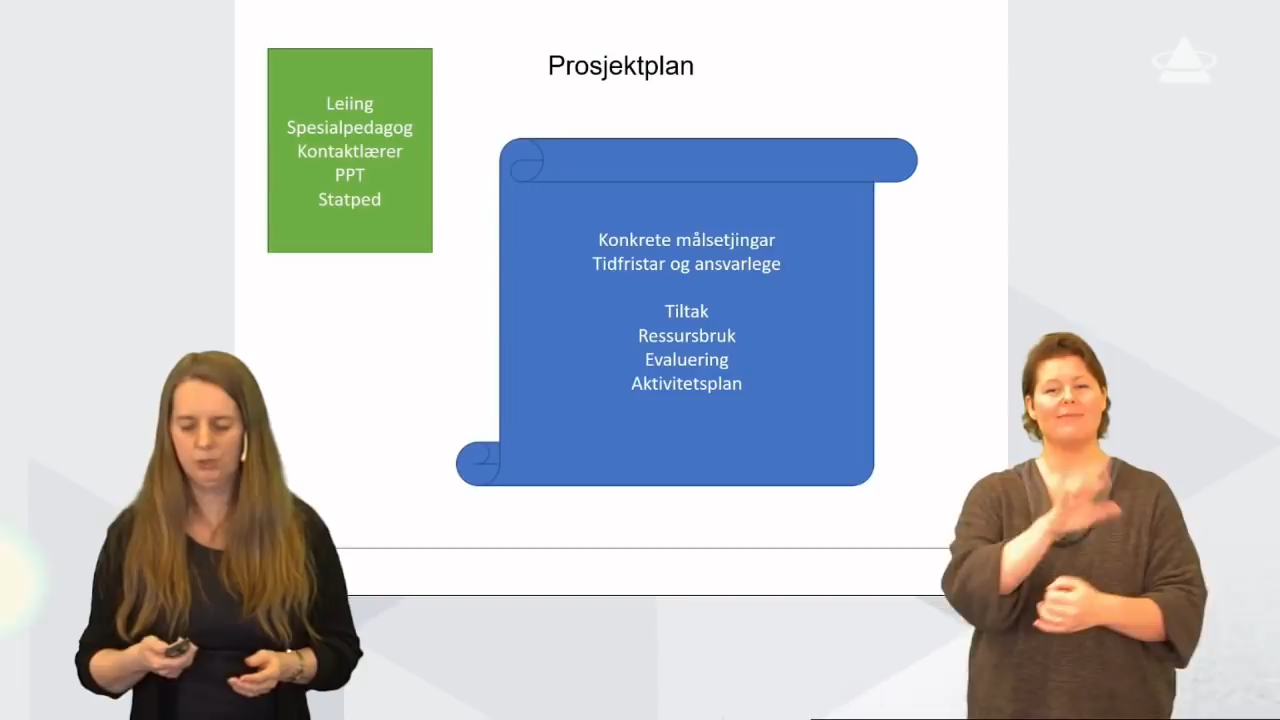 Prosjektplan
Leiing
Spesialpedagog
Kontaktlærer
PPT
Statped
Konkrete målsetjingar
Tidfristar og ansvarlege
Tiltak
Ressursbruk
Evaluering
Aktivitetsplan